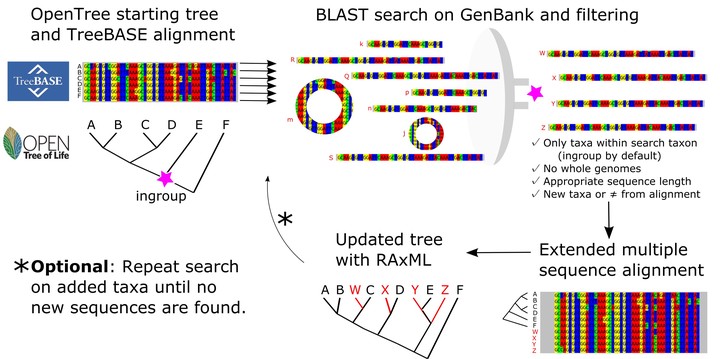 OpenTree starting tree
and TreeBASE alignment
TreeBASE
A
B
C
D
E
F
OPEN
Tree of Life
A B C D E F
ingroup
BLAST search on GenBank and filtering
k
R
Q
p
m
n
j
S
W
X
Y
Z
✓ Only taxa within search taxon
(ingroup by default)
✓ No whole genomes
✓ Appropriate sequence length
✓ New taxa or ≠ from alignment
Extended multiple
sequence alignment
A
B
C
D
E
F
W
X
Y
Z
Updated tree
with RAxML
A B W C X D Y E Z F
*
*Optional: Repeat search
on added taxa until no
new sequences are found.